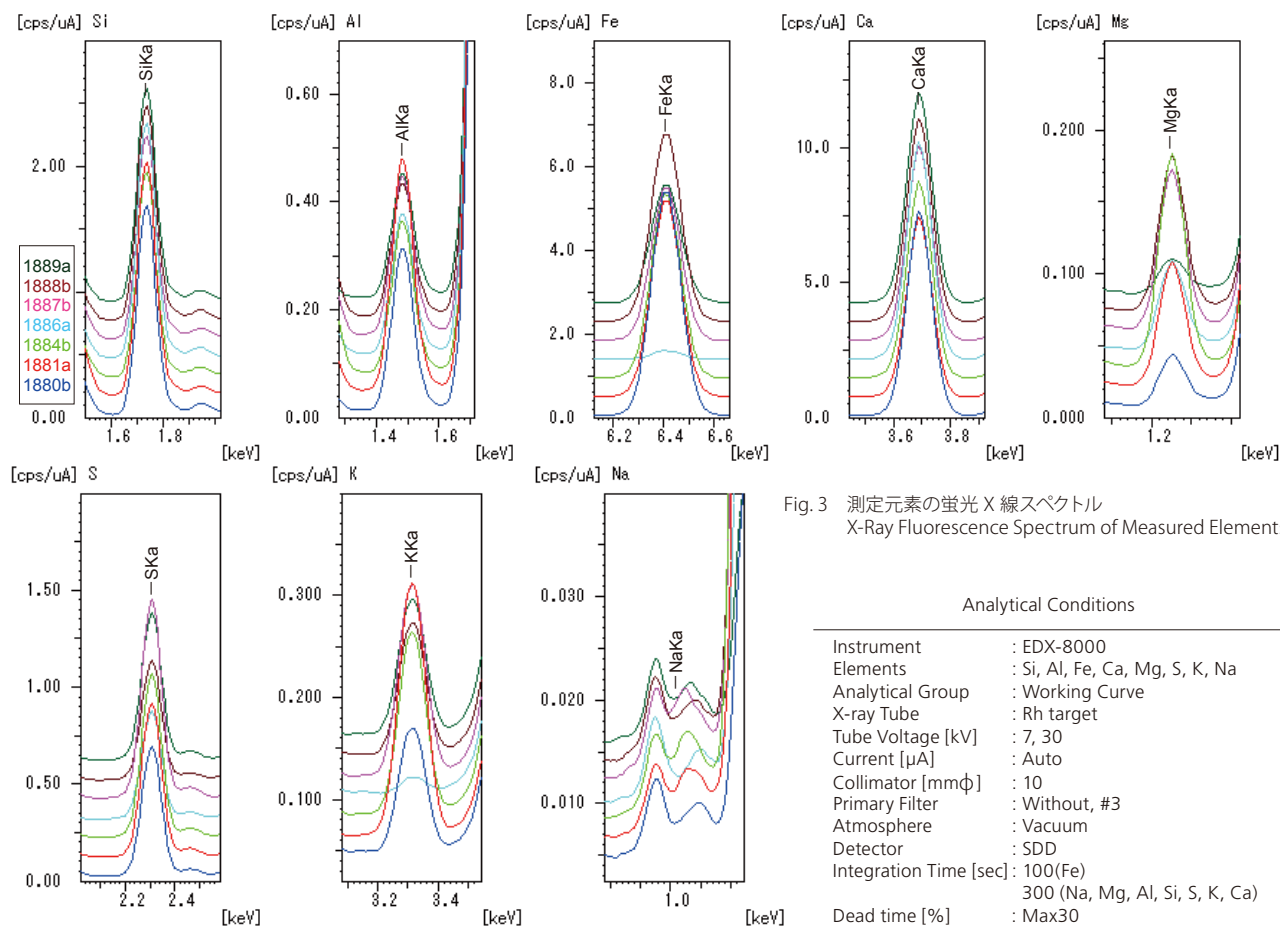 [cps/uA] Si
SiKa
2.00
0.00
1.6 1.8
[keV]
1889a
1888b
1887b
1886a
1884b
1881a
1880b
[cps/uA] Al
AlKa
0.60
0.40
0.20
0.00
1.4 1.6
[keV]
[cps/uA] Fe
FeKa
8.0
6.0
4.0
2.0
0.0
6.2 6.4 6.6
[keV]
[cps/uA] Ca
CaKa
10.0
5.0
0.0
3.6 3.8
[keV]
[cps/uA] Mg
MgKa
0.200
0.100
0.000
1.2
[keV]
[cps/uA] S
SKa
1.50
1.00
0.50
0.00
2.2 2.4
[keV]
[cps/uA] K
KKa
0.300
0.200
0.100
3.2 3.4
[keV]
[cps/uA] Na
NaKa
0.030
0.020
0.010
1.0
[keV]
Fig. 3 測定元素の蛍光 X 線スペクトル
X-Ray Fluorescence Spectrum of Measured Element
Analytical Conditions
Instrument : EDX-8000
Elements : Si, Al, Fe, Ca, Mg, S, K, Na
Analytical Group : Working Curve
X-ray Tube : Rh target
Tube Voltage [kV] : 7, 30
Current [μA] : Auto
Collimator [mmφ] : 10
Primary Filter : Without, #3
Atmosphere : Vacuum
Detector : SDD
Integration Time [sec] : 100(Fe)
300 (Na, Mg, Al, Si, S, K, Ca)
Dead time [%] : Max30